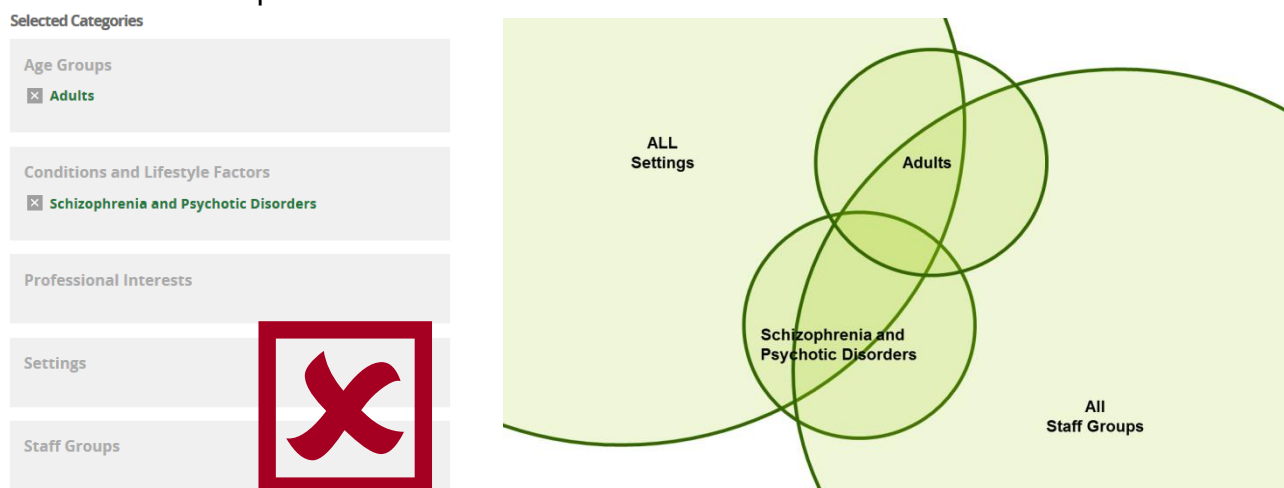 Selected Categories
Age Groups
Adults
Conditions and Lifestyle Factors
Schizophrenia and Psychotic Disorders
Professional Interests
Settings
Staff Groups
ALL
Settings
Adults
Schizophrenia and
Psychotic Disorders
All
Staff Groups